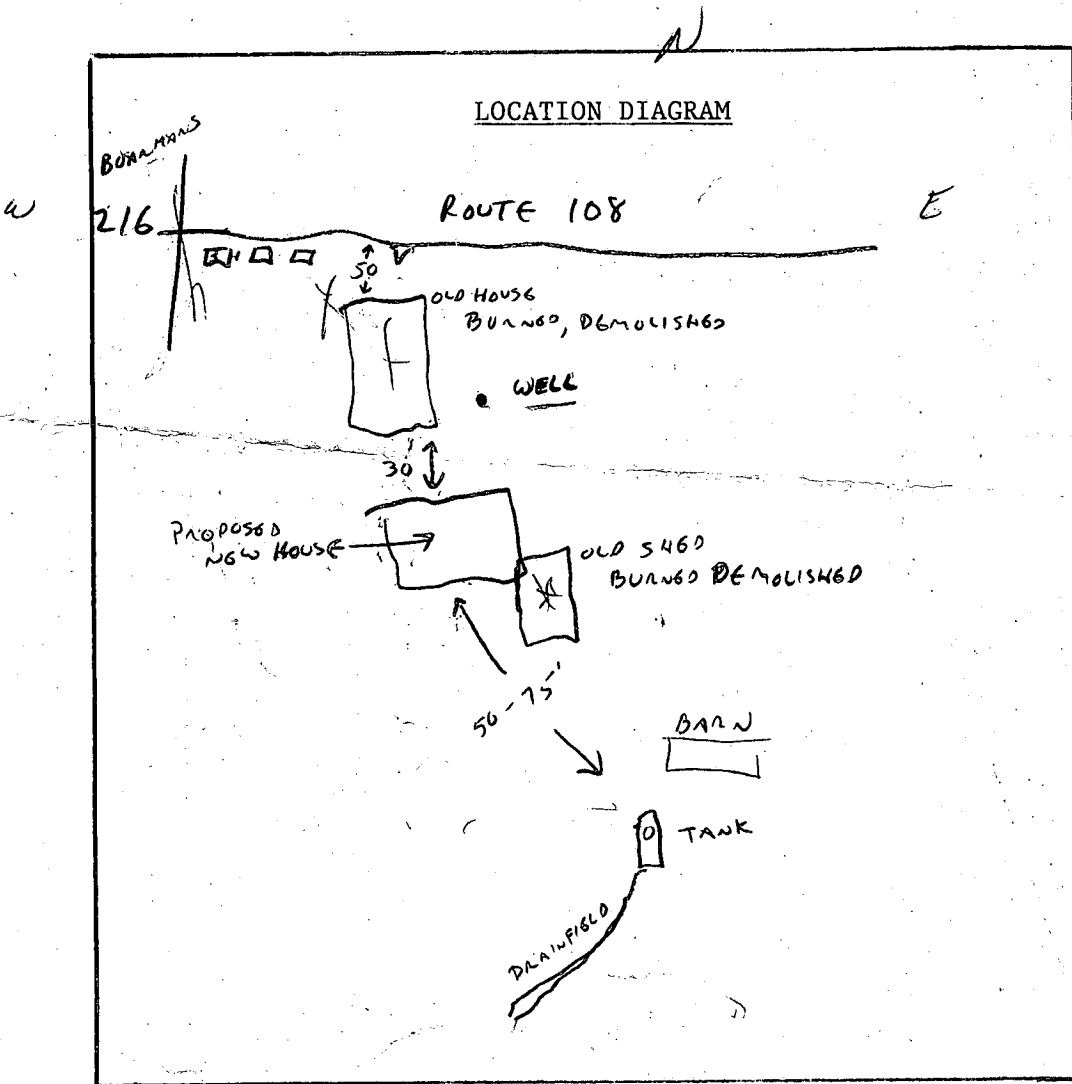 N
LOCATION DIAGRAM
BOARMANS
W
216
ROUTE 108
E
50
OLD HOUSE
BURNED, DEMOLISHED
WELL
30
PROPOSED
NEW HOUSE
OLD SHED
BURNED DEMOLISHED
50-75'
BARN
TANK
DRAINFIELD